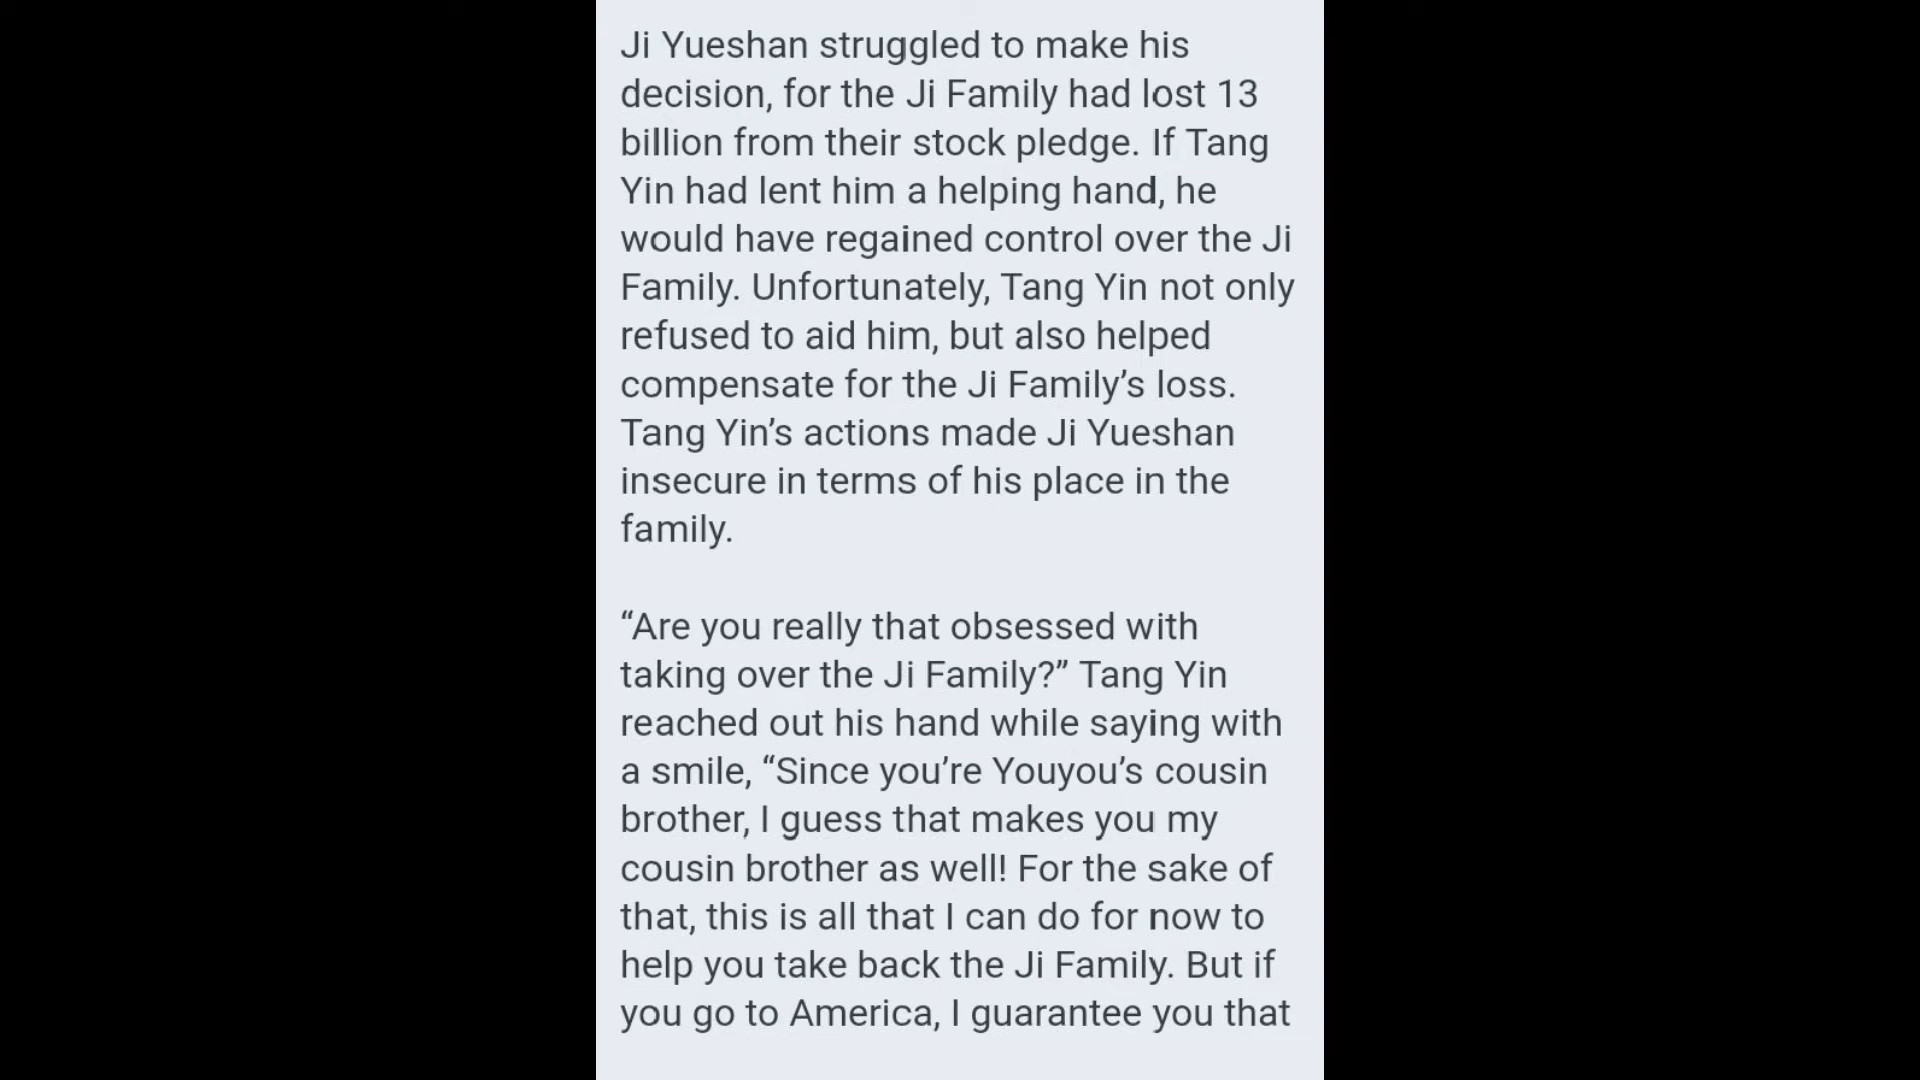 Ji Yueshan struggled to make his
decision, for the Ji Family had lost 13
billion from their stock pledge. If Tang
Yin had lent him a helping hand, he
would have regained control over the Ji
Family. Unfortunately, Tang Yin not only
refused to aid him, but also helped
compensate for the Ji Family’s loss.
Tang Yin’s actions made Ji Yueshan
insecure in terms of his place in the
family.
“Are you really that obsessed with
taking over the Ji Family?” Tang Yin
reached out his hand while saying with
a smile, “Since you’re Youyou’s cousin
brother, I guess that makes you my
cousin brother as well! For the sake of
that, this is all that I can do for now to
help you take back the Ji Family. But if
you go to America, I guarantee you that